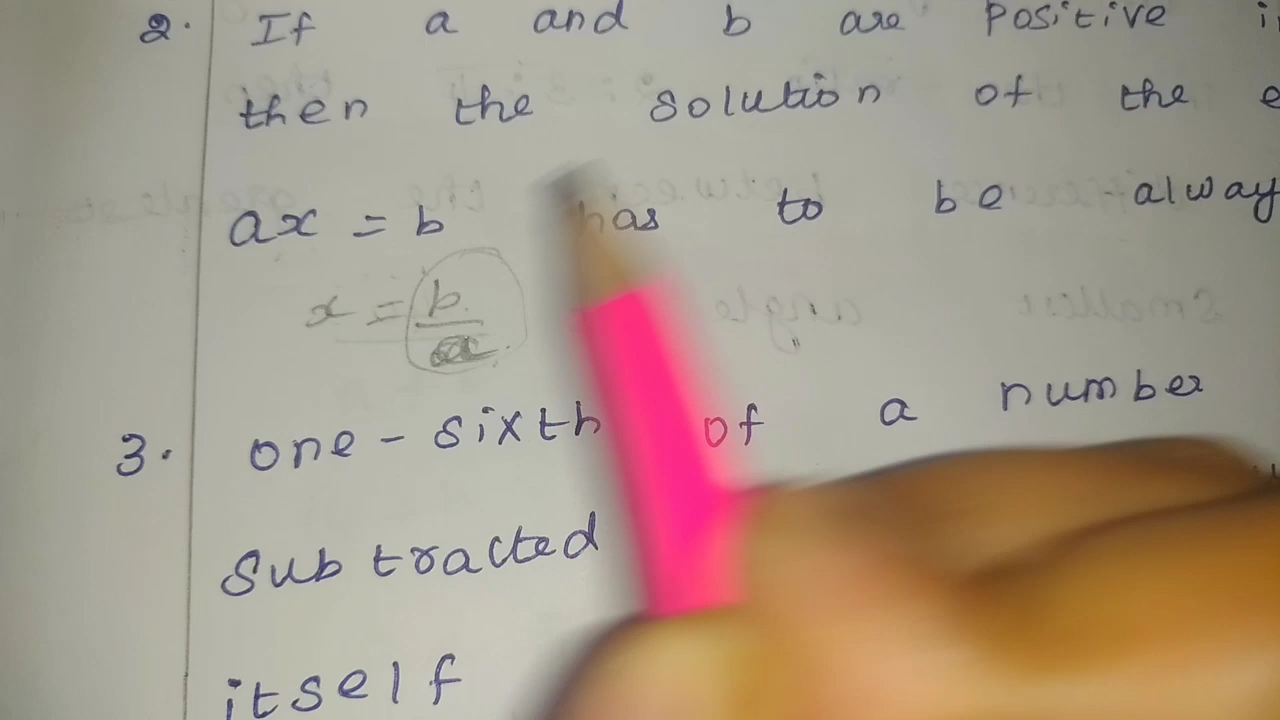 2. If a and b are positive
then the solution of the
ax = b has to be alway
x = b/a
3. one-sixth of a number
subtracted
itself